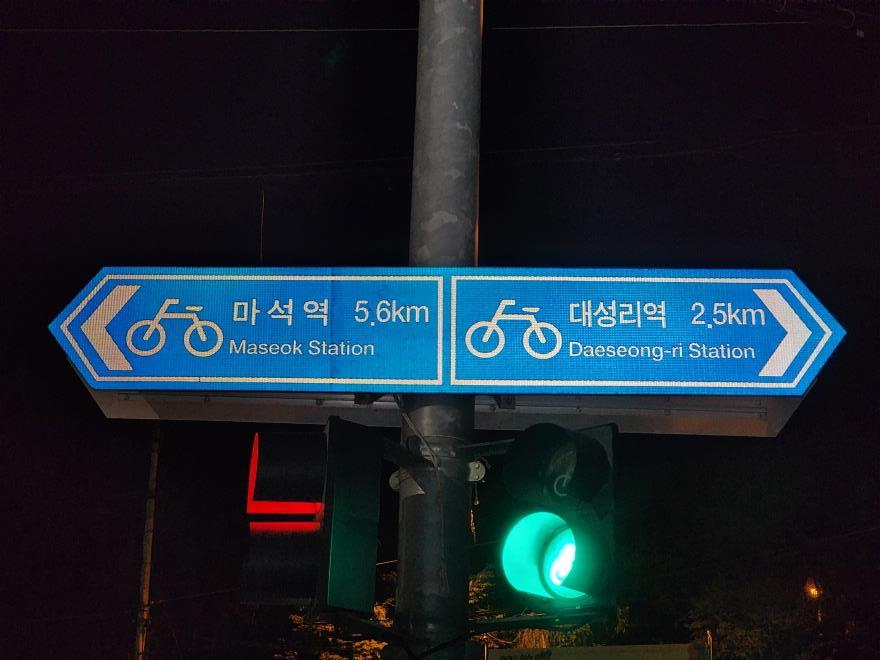 마석역 5.6km
Maseok Station
대성리역 2.5km
Daeseong-ri Station